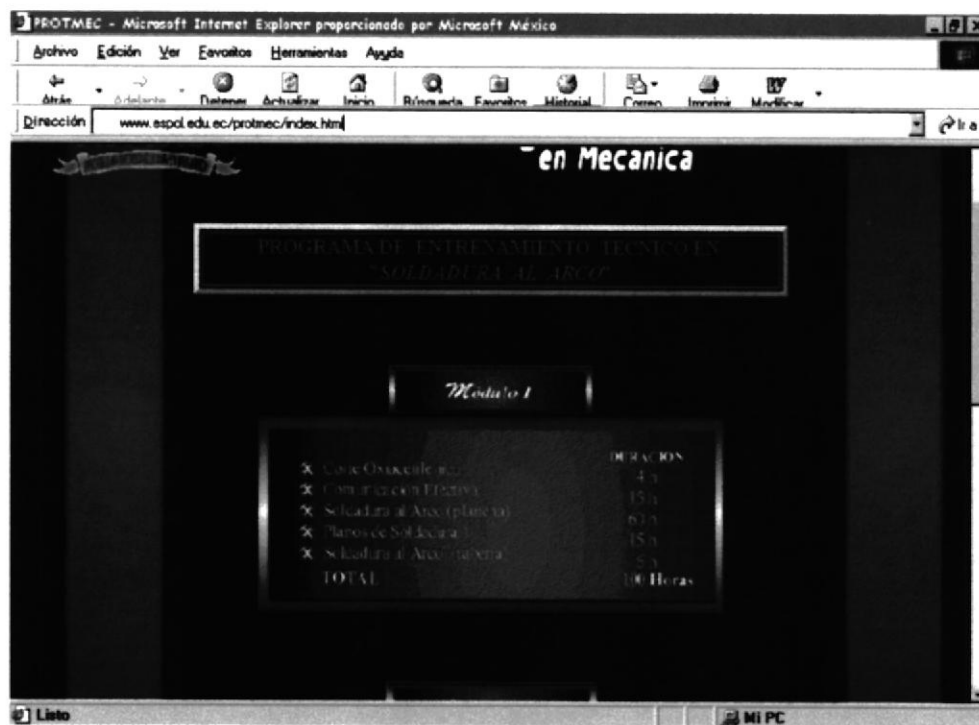 PROTMEC - Microsoft Internet Explorer proporcionado por Microsoft México
Archivo Edición Ver Favoritos Herramientas Ayuda
Atrás Adelante Detener Actualizar Inicio Búsqueda Favoritos Historial Correo Imprimir Modificar
Dirección www.espol.edu.ec/protmec/index.htm Ir a
en Mecanica
PROGRAMA DE ENTRENAMIENTO TECNICO EN
"SOLDADURA AL ARCO"
Módulo I
DURACION
Corte 4 h
Comunicación Efectiva 15 h
Soldadura al Arco (plancha)
Planos de Soldadura 15 h
Soldadura al Arco
TOTAL 100 Horas
Listo Mi PC